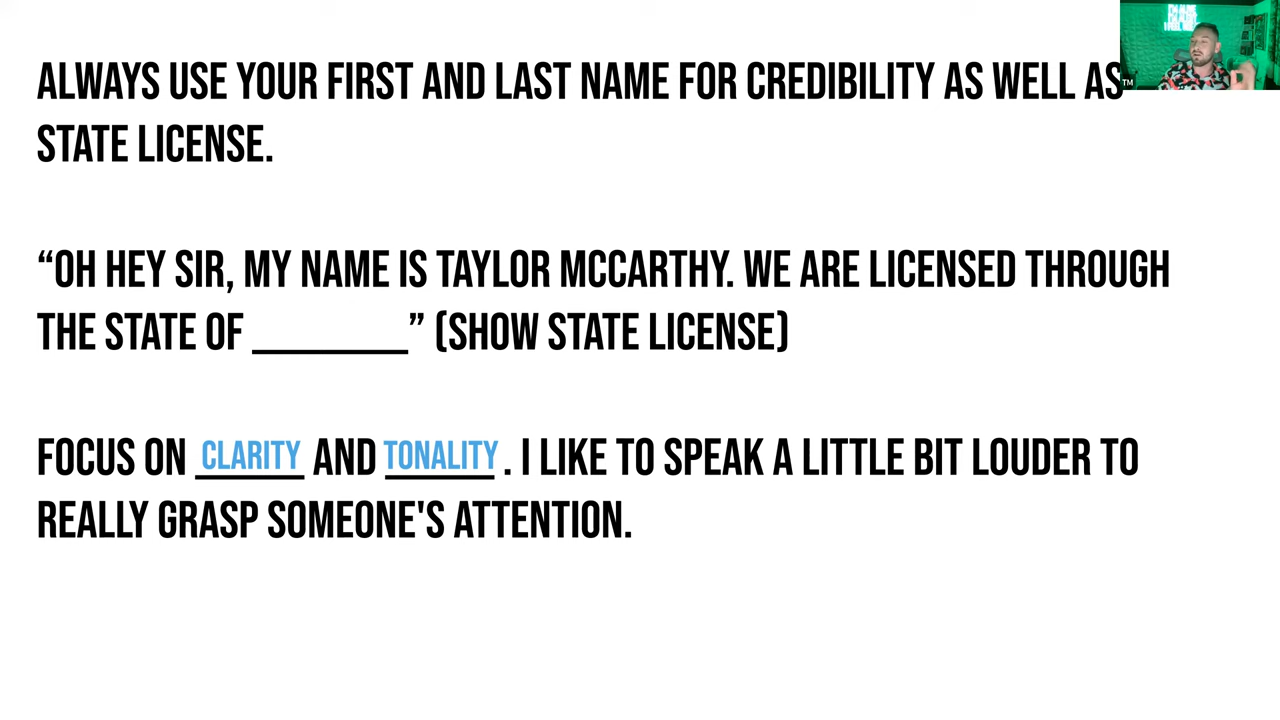 ALWAYS USE YOUR FIRST AND LAST NAME FOR CREDIBILITY AS WELL AS
STATE LICENSE.
“OH HEY SIR, MY NAME IS TAYLOR MCCARTHY. WE ARE LICENSED THROUGH
THE STATE OF ________” (SHOW STATE LICENSE)
FOCUS ON CLARITY AND TONALITY . I LIKE TO SPEAK A LITTLE BIT LOUDER TO
REALLY GRASP SOMEONE'S ATTENTION.
TM